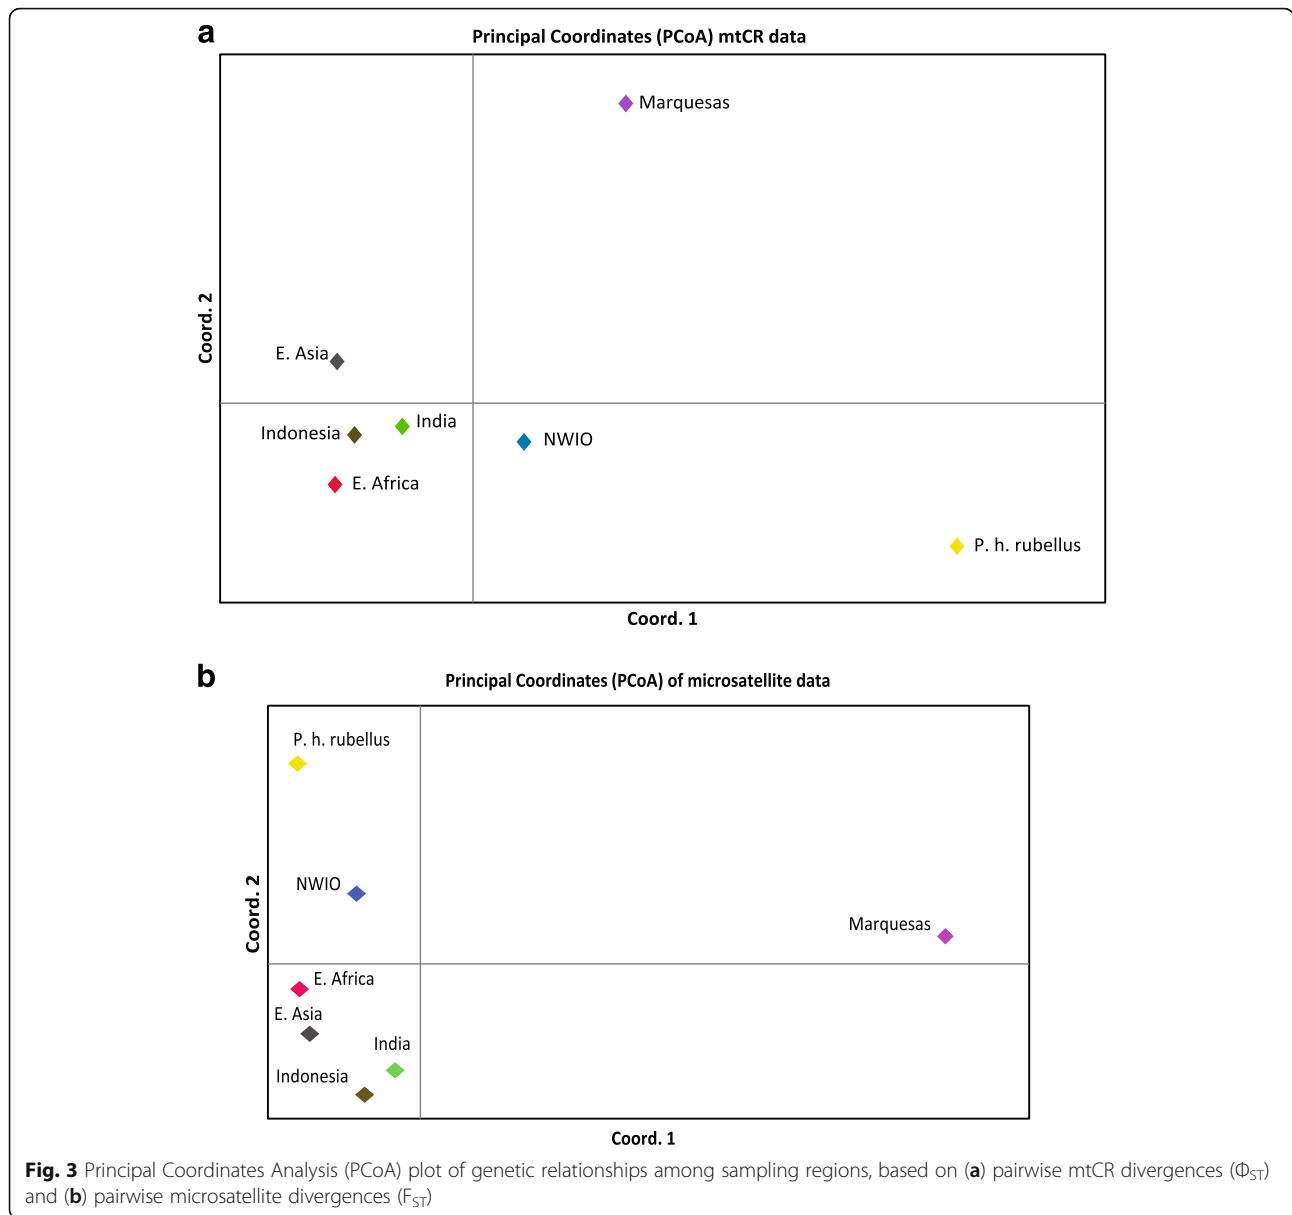 a
Principal Coordinates (PCoA) mtCR data
Marquesas
Coord. 2
E. Asia
India
Indonesia
NWIO
E. Africa
P. h. rubellus
Coord. 1
b
Principal Coordinates (PCoA) of microsatellite data
P. h. rubellus
NWIO
Coord. 2
Marquesas
E. Africa
E. Asia
India
Indonesia
Coord. 1
Fig. 3 Principal Coordinates Analysis (PCoA) plot of genetic relationships among sampling regions, based on (a) pairwise mtCR divergences (ΦST)
and (b) pairwise microsatellite divergences (FST)